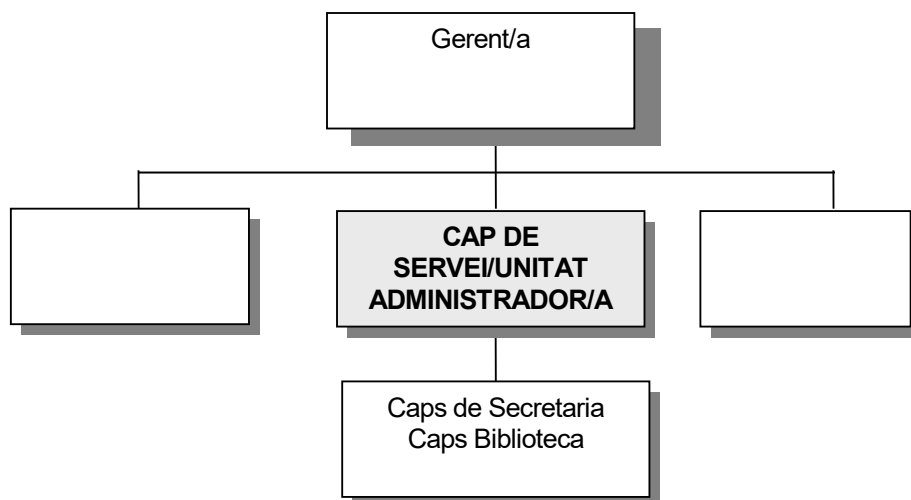 Gerent/a
CAP DE
SERVEI/UNITAT
ADMINISTRADOR/A
Caps de Secretaria
Caps Biblioteca